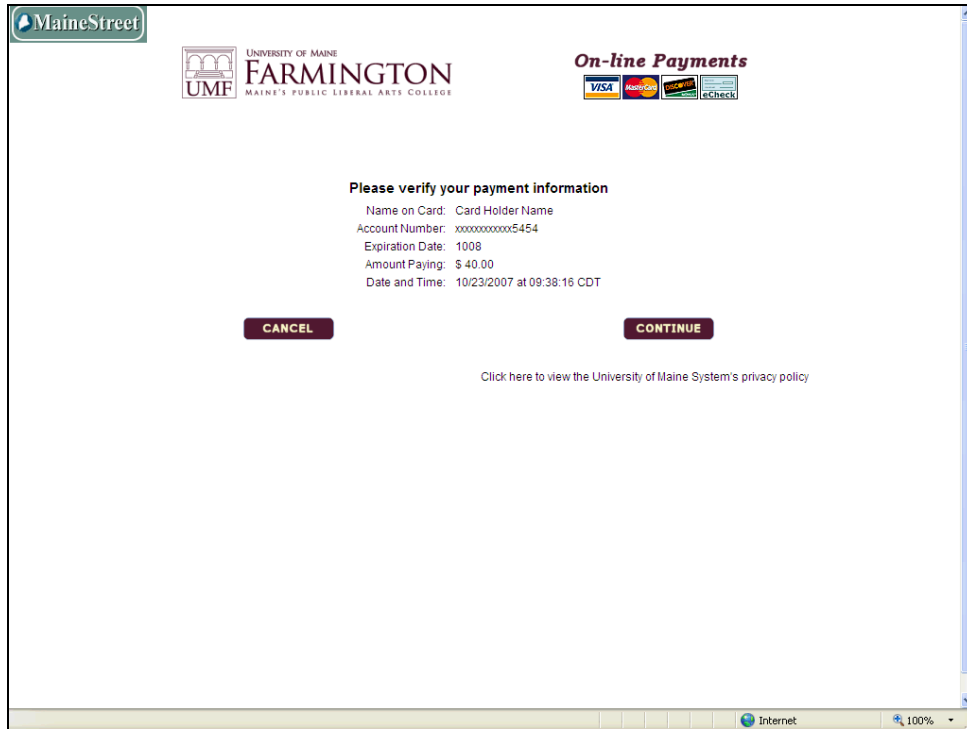 MaineStreet
UNIVERSITY OF MAINE
FARMINGTON
UMF
MAINE'S PUBLIC LIBERAL ARTS COLLEGE
On-line Payments
VISA MasterCard DISCOVER eCheck
Please verify your payment information
Name on Card: Card Holder Name
Account Number: xxxxxxxxxxxx5454
Expiration Date: 1008
Amount Paying: $ 40.00
Date and Time: 10/23/2007 at 09:38:16 CDT
CANCEL CONTINUE
Click here to view the University of Maine System's privacy policy
Internet 100%